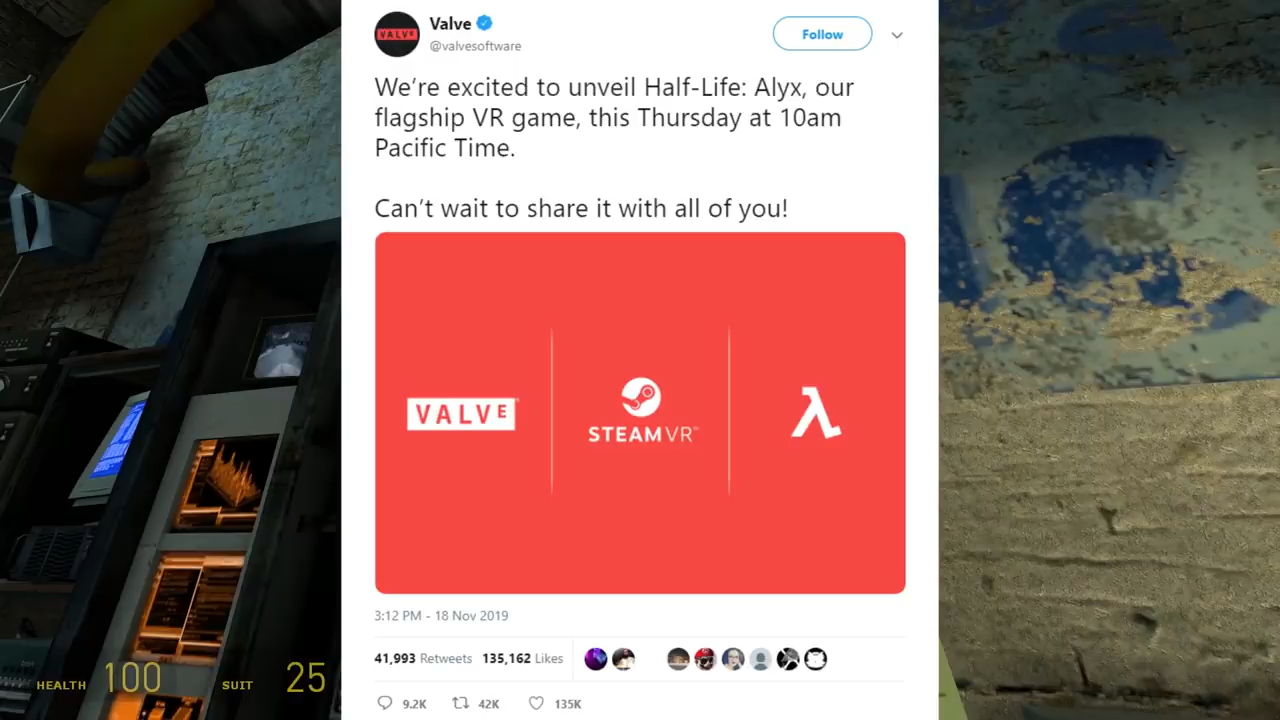 Valve
@valvesoftware
Follow
We're excited to unveil Half-Life: Alyx, our
flagship VR game, this Thursday at 10am
Pacific Time.
Can't wait to share it with all of you!
VALVE
VALVE
STEAMVR™
λ
3:12 PM - 18 Nov 2019
41,993 Retweets 135,162 Likes
9.2K 42K 135K
HEALTH 100 SUIT 25